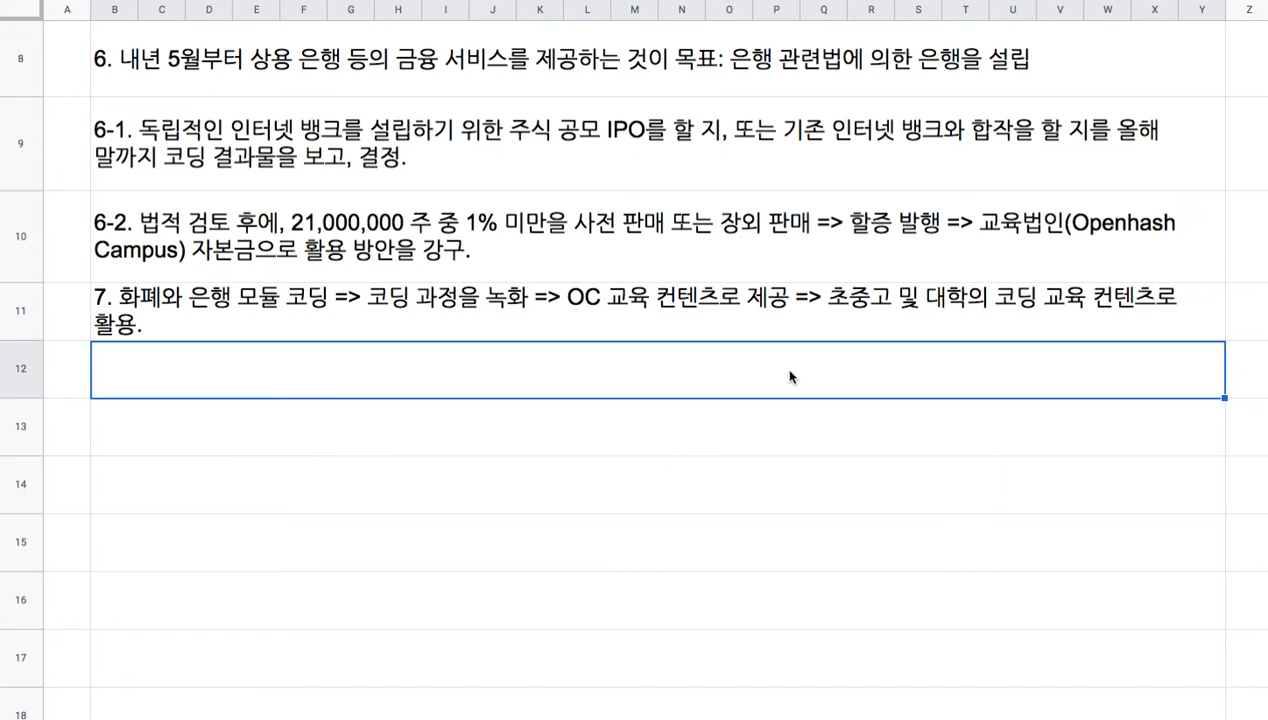 A B C D E F G H I J K L M N O P Q R S T U V W X Y Z
8 6. 내년 5월부터 상용 은행 등의 금융 서비스를 제공하는 것이 목표: 은행 관련법에 의한 은행을 설립
9 6-1. 독립적인 인터넷 뱅크를 설립하기 위한 주식 공모 IPO를 할 지, 또는 기존 인터넷 뱅크와 합작을 할 지를 올해
말까지 코딩 결과물을 보고, 결정.
10 6-2. 법적 검토 후에, 21,000,000 주 중 1% 미만을 사전 판매 또는 장외 판매 => 할증 발행 => 교육법인(Openhash
Campus) 자본금으로 활용 방안을 강구.
11 7. 화폐와 은행 모듈 코딩 => 코딩 과정을 녹화 => OC 교육 컨텐츠로 제공 => 초중고 및 대학의 코딩 교육 컨텐츠로
활용.
12
13
14
15
16
17
18